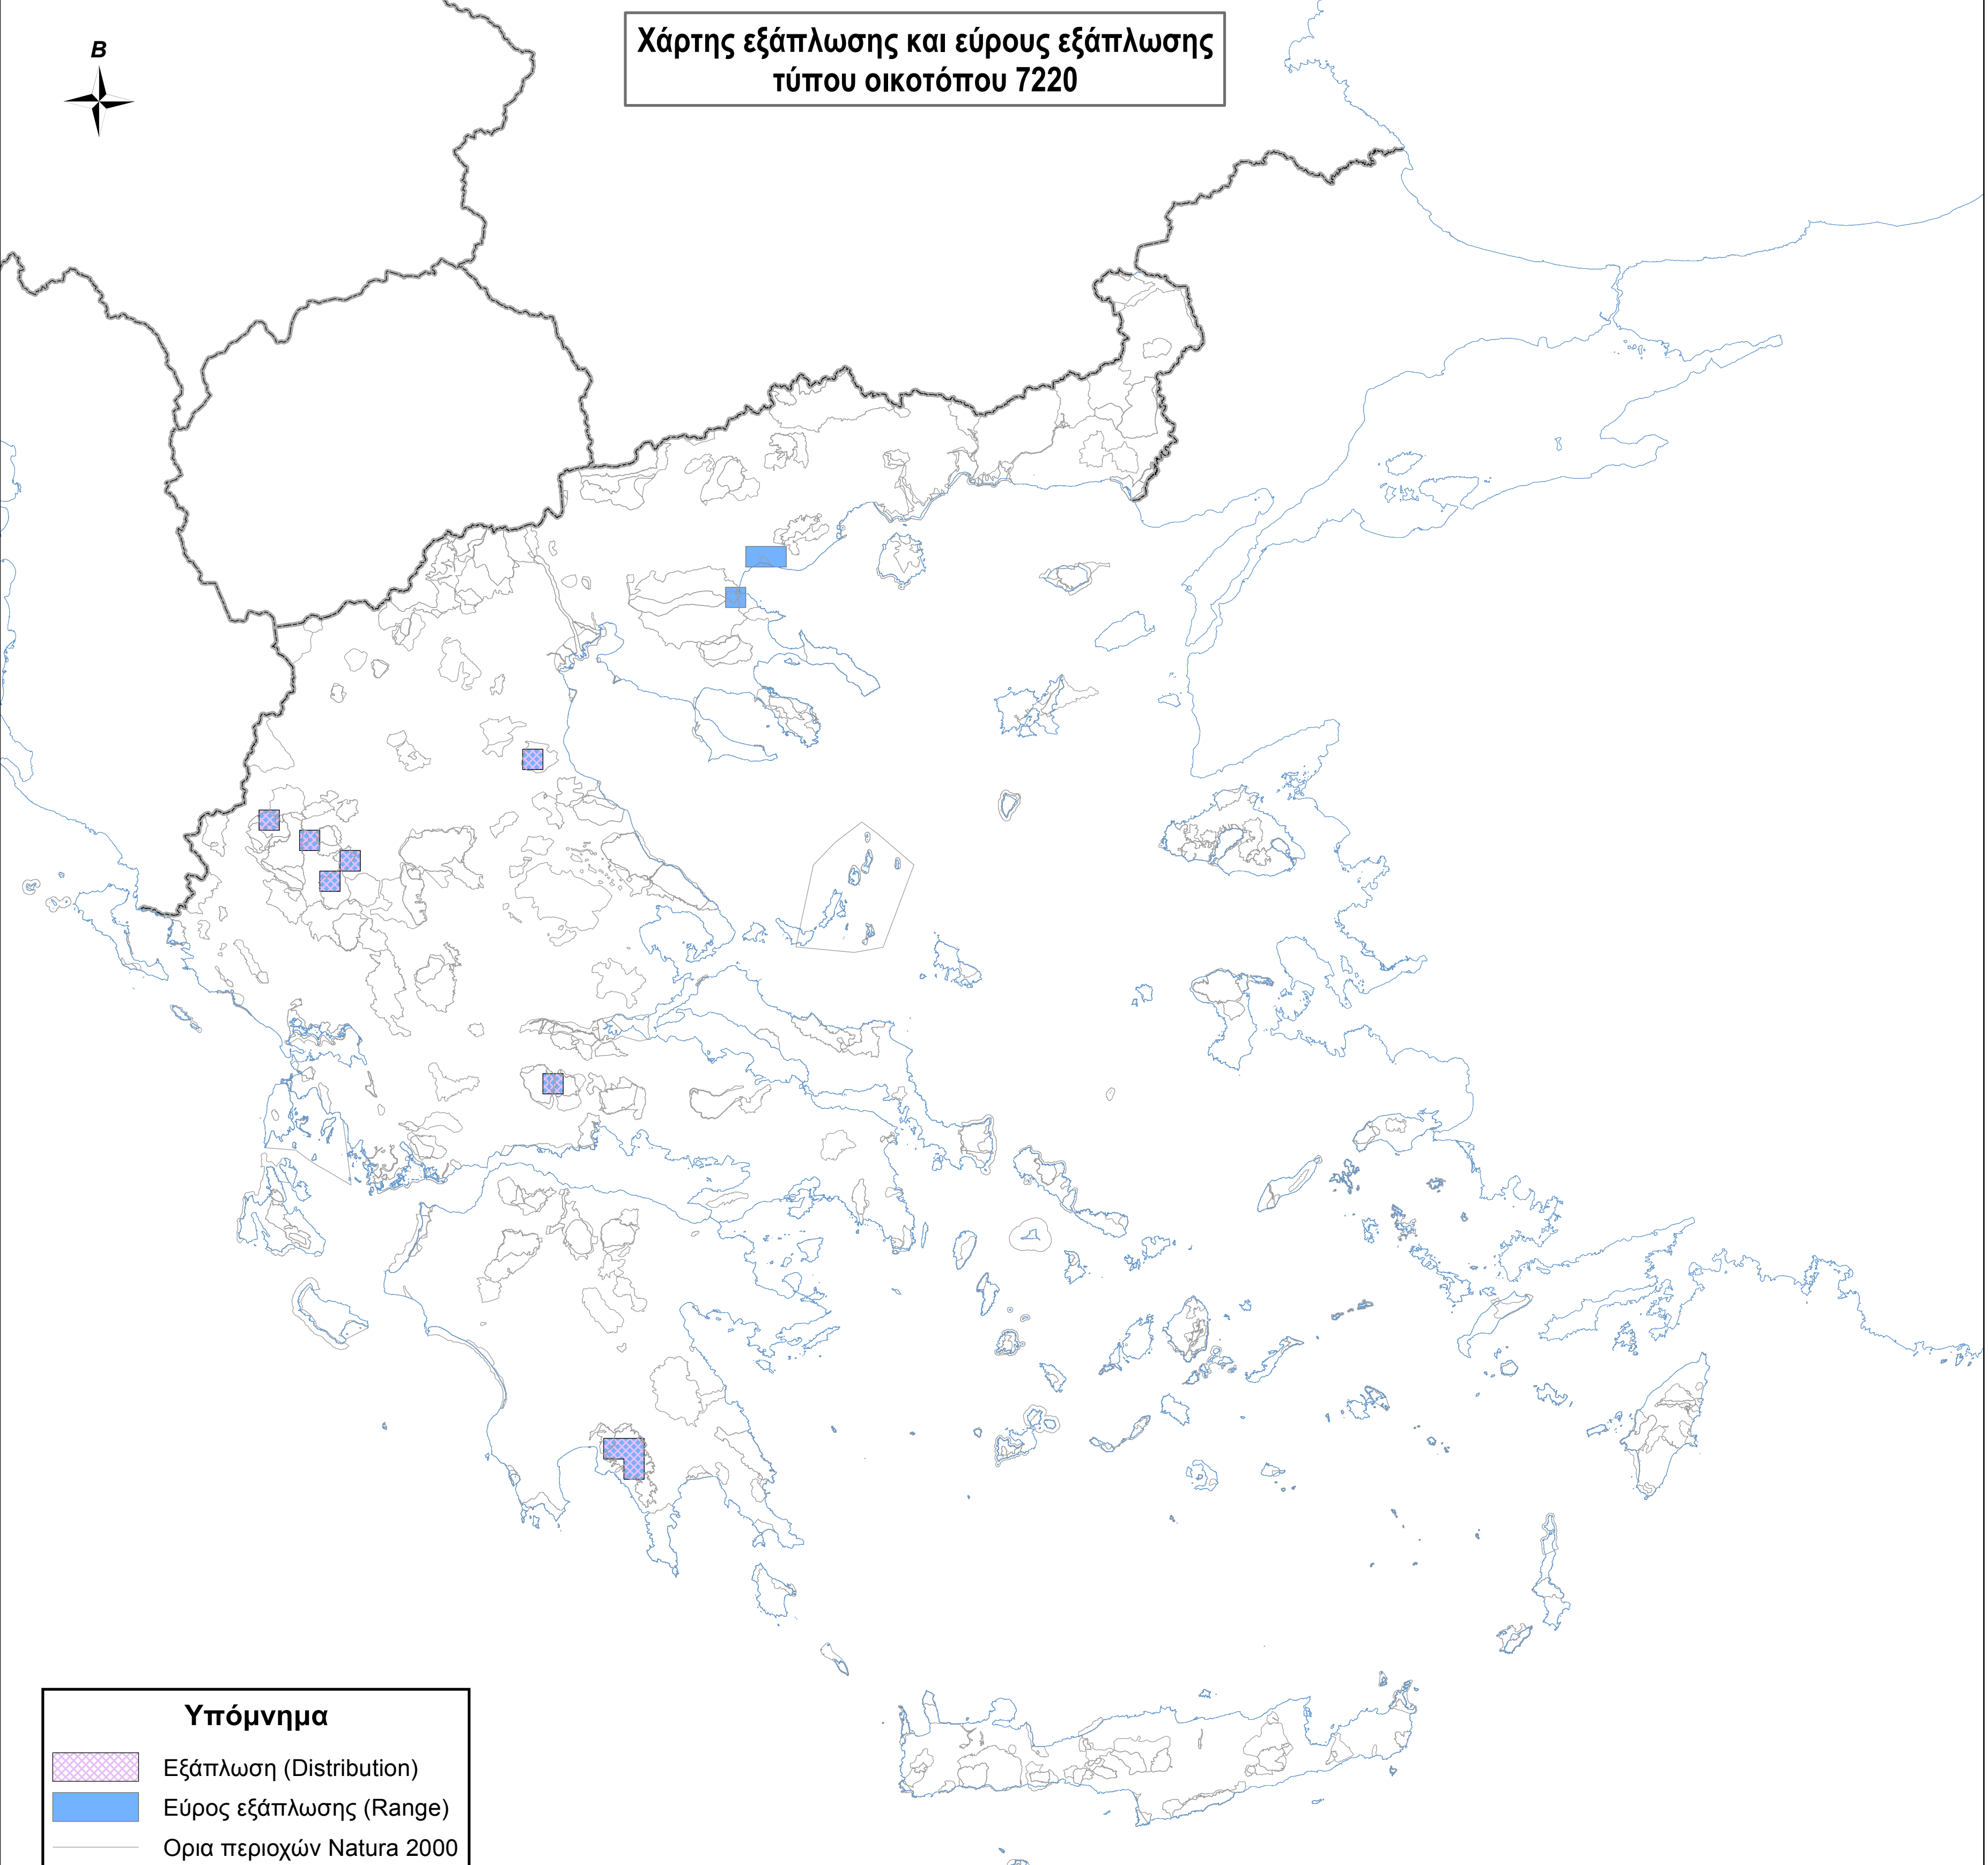 Χάρτης εξάπλωσης και εύρους εξάπλωσης
τύπου οικοτόπου 7220
Β
Υπόμνημα
Εξάπλωση (Distribution)
Εύρος εξάπλωσης (Range)
Ορια περιοχών Natura 2000